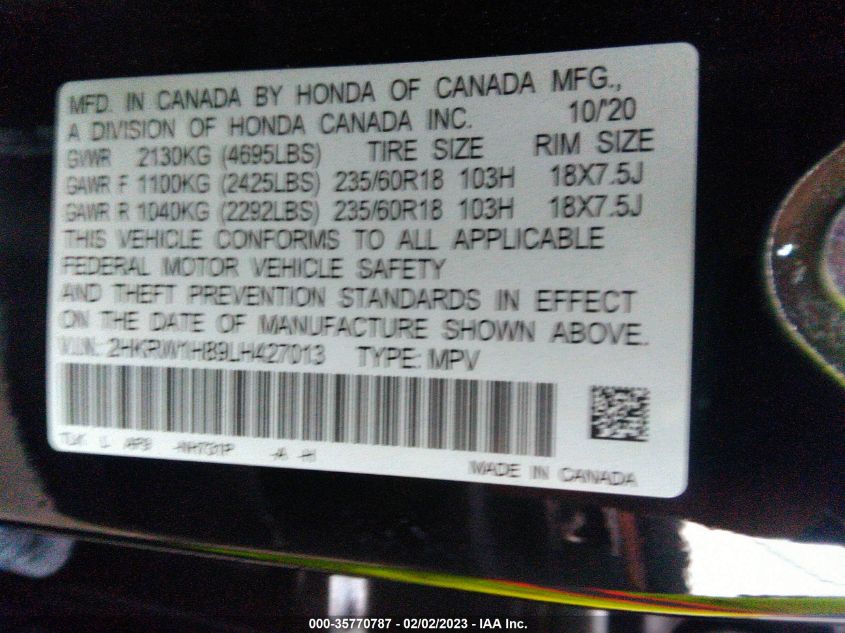 MFD. IN CANADA BY HONDA OF CANADA MFG.,
A DIVISION OF HONDA CANADA INC. 10/'20
GVWR 2130KG (4695LBS) TIRE SIZE RIM SIZE
GAWR F 1100KG (2425LBS) 235/60R18 103H 18X7.5J
GAWR R 1040KG (2292LBS) 235/60R18 103H 18X7.5J
THIS VEHICLE CONFORMS TO ALL APPLICABLE
FEDERAL MOTOR VEHICLE SAFETY
AND THEFT PREVENTION STANDARDS IN EFFECT
ON THE DATE OF MANUFACTURE SHOWN ABOVE.
V.I.N.: 2HKRW1H89LH427013 TYPE: MPV
MADE IN CANADA
000-35770787 - 02/02/2023 - IAA Inc.